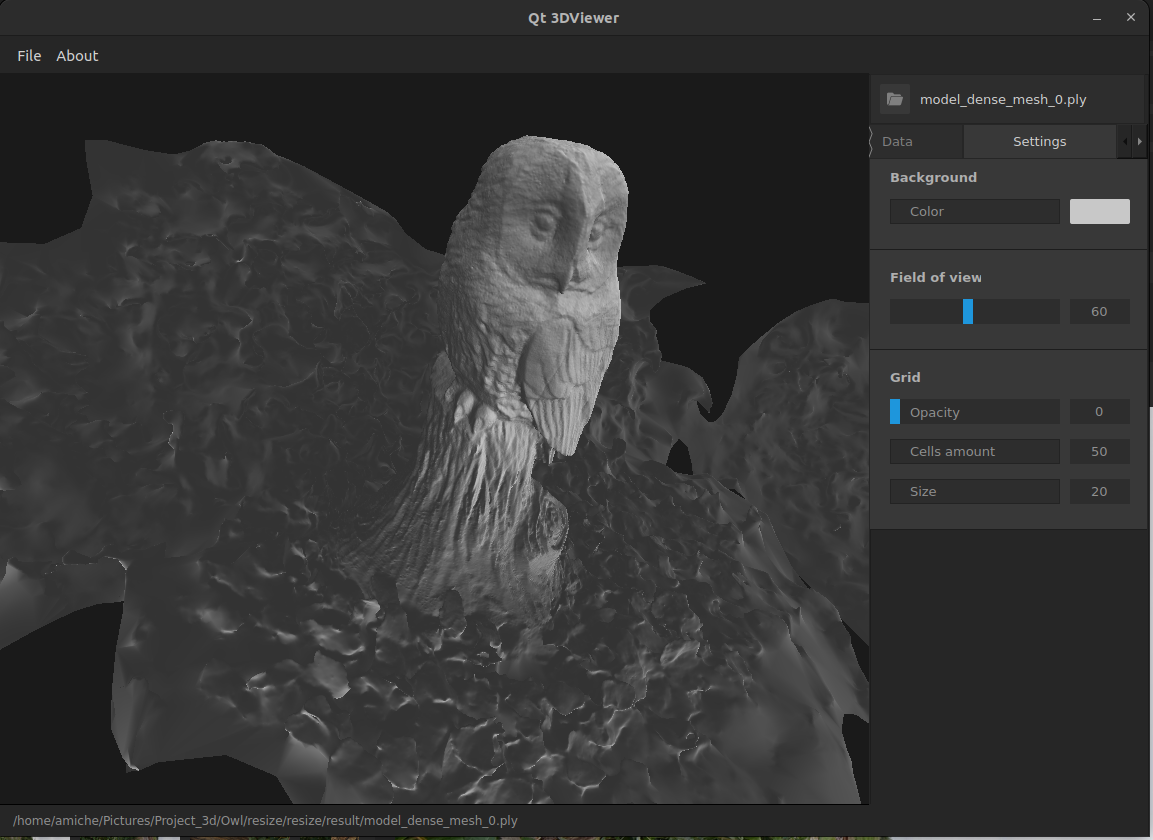 Qt 3DViewer
File About
model_dense_mesh_0.ply
Data Settings
Background
Color
Field of view
60
Grid
Opacity 0
Cells amount 50
Size 20
/home/amiche/Pictures/Project_3d/Owl/resize/resize/result/model_dense_mesh_0.ply